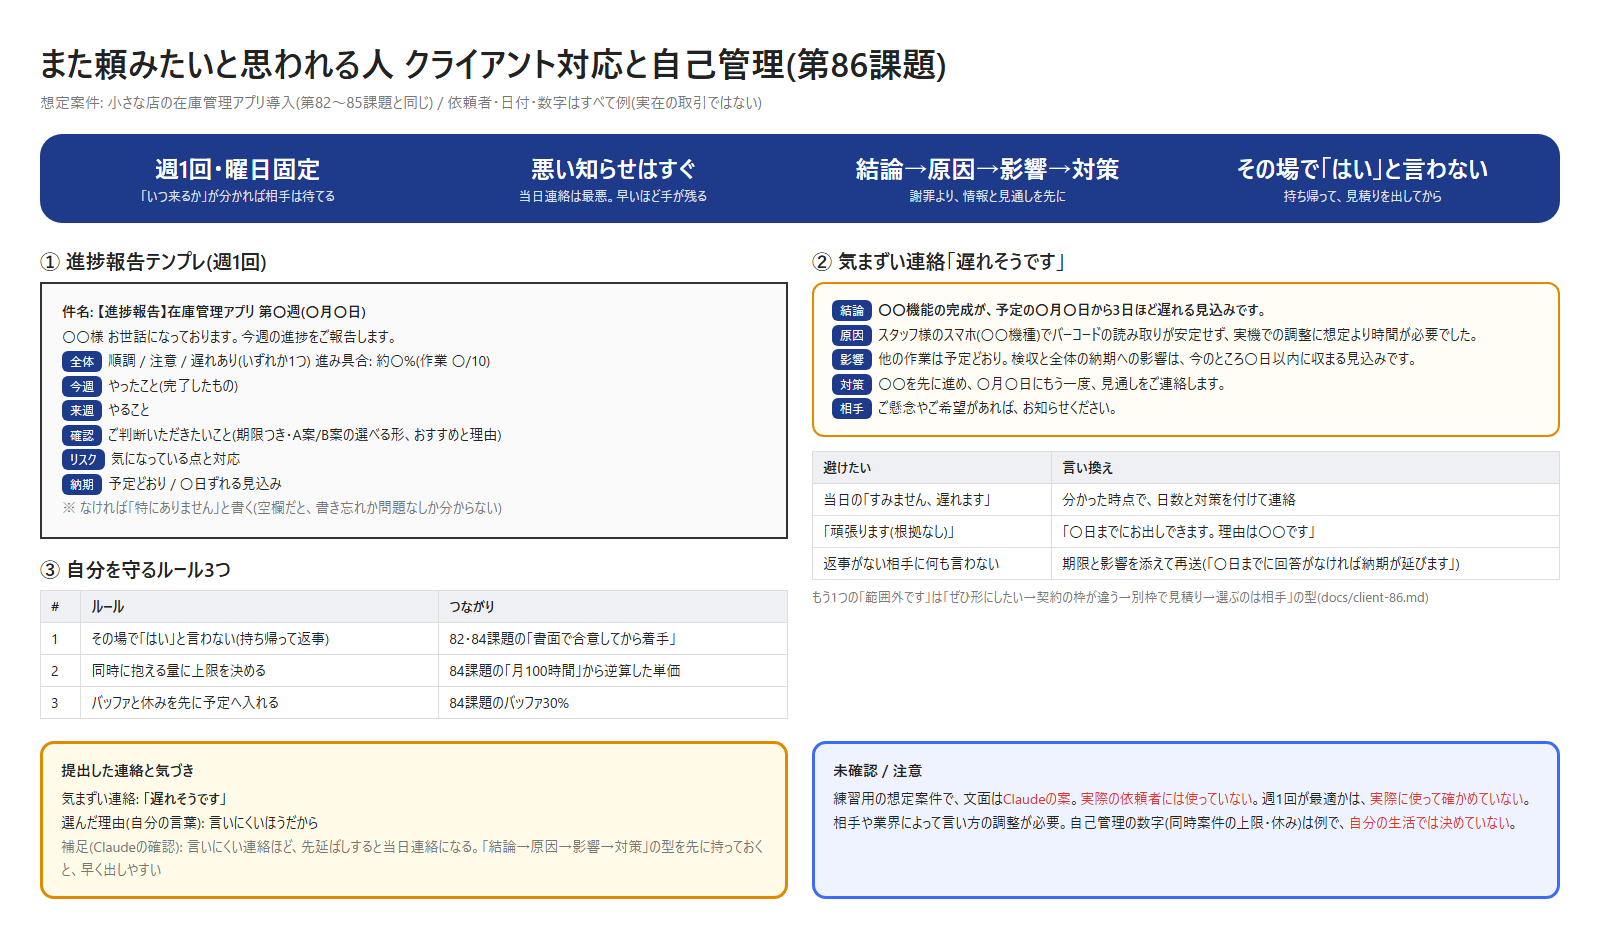 また頼みたいと思われる人 クライアント対応と自己管理(第86課題)
想定案件: 小さな店の在庫管理アプリ導入(第82〜85課題と同じ) / 依頼者・日付・数字はすべて例(実在の取引ではない)
週1回・曜日固定
「いつ来るか」が分かれば相手は待てる
悪い知らせはすぐ
当日連絡は最悪。早いほど手が残る
結論→原因→影響→対策
謝罪より、情報と見通しを先に
その場で「はい」と言わない
持ち帰って、見積りを出してから
① 進捗報告テンプレ(週1回)
件名:【進捗報告】在庫管理アプリ 第〇週(〇月〇日)
〇〇様 お世話になっております。今週の進捗をご報告します。
全体 順調 / 注意 / 遅れあり(いずれか1つ) 進み具合: 約〇%(作業 〇/10)
今週 やったこと(完了したもの)
来週 やること
確認 ご判断いただきたいこと(期限つき・A案/B案の選べる形、おすすめと理由)
リスク 気になっている点と対応
納期 予定どおり / 〇日ずれる見込み
※ なければ「特にありません」と書く(空欄だと、書き忘れか問題なしか分からない)
③ 自分を守るルール3つ
# ルール つながり
1 その場で「はい」と言わない(持ち帰って返事) 82・84課題の「書面で合意してから着手」
2 同時に抱える量に上限を決める 84課題の「月100時間」から逆算した単価
3 バッファと休みを先に予定へ入れる 84課題のバッファ30%
② 気まずい連絡「遅れそうです」
結論 〇〇機能の完成が、予定の〇月〇日から3日ほど遅れる見込みです。
原因 スタッフ様のスマホ(〇〇機種)でバーコードの読み取りが安定せず、実機での調整に想定より時間が必要でした。
影響 他の作業は予定どおり。検収と全体の納期への影響は、今のところ〇日以内に収まる見込みです。
対策 〇〇を先に進め、〇月〇日にもう一度、見通しをご連絡します。
相手 ご懸念やご希望があれば、お知らせください。
避けたい 言い換え
当日の「すみません、遅れます」 分かった時点で、日数と対策を付けて連絡
「頑張ります(根拠なし)」 「〇日までにお出しできます。理由は〇〇です」
返事がない相手に何も言わない 期限と影響を添えて再送(「〇日までに回答がなければ納期が延びます」)
もう1つの「範囲外です」は「ぜひ形にしたい→契約の枠が違う→別枠で見積り→選ぶのは相手」の型(docs/client-86.md)
提出した連絡と気づき
気まずい連絡: 「遅れそうです」
選んだ理由(自分の言葉): 言いにくいほうだから
補足(Claudeの確認): 言いにくい連絡ほど、先延ばしすると当日連絡になる。「結論→原因→影響→対策」の型を先に持っておく
と、早く出しやすい
未確認 / 注意
練習用の想定案件で、文面はClaudeの案。実際の依頼者には使っていない。週1回が最適かは、実際に使って確かめていない。
相手や業界によって言い方の調整が必要。自己管理の数字(同時案件の上限・休み)は例で、自分の生活では決めていない。